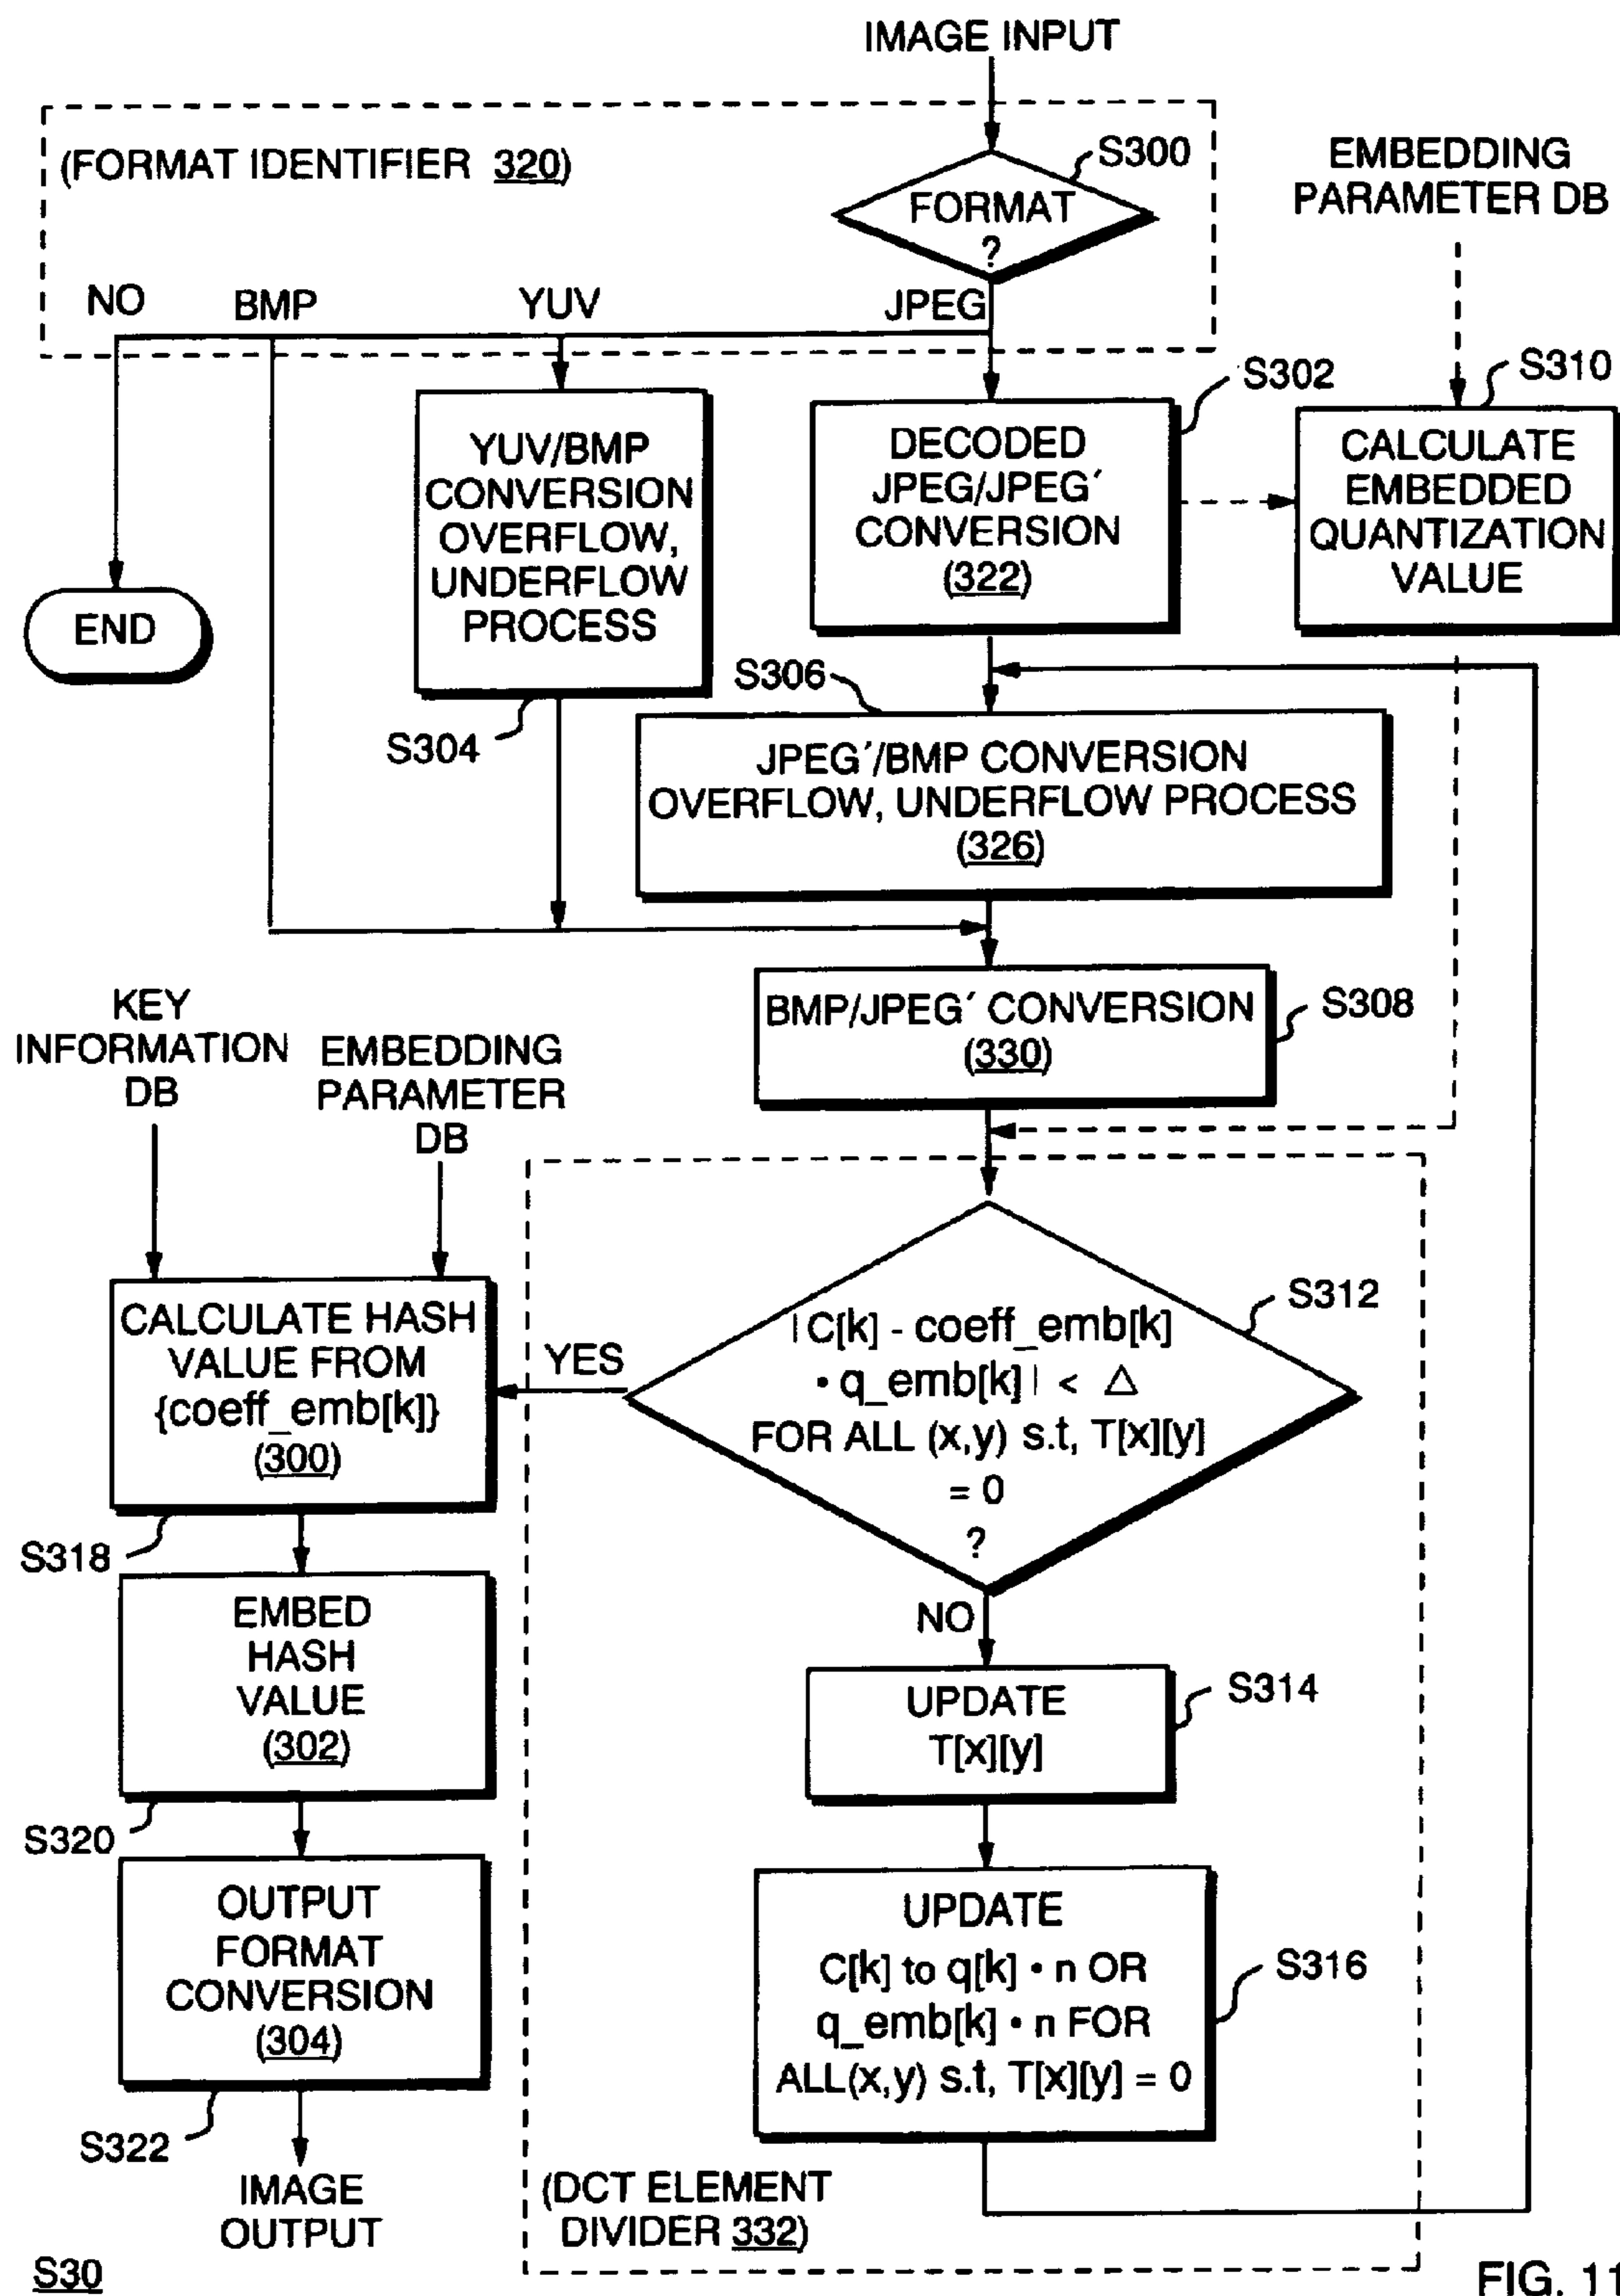 IMAGE INPUT
(FORMAT IDENTIFIER 320)
S300
FORMAT
?
EMBEDDING
PARAMETER DB
NO
BMP
YUV
JPEG
S302
S310
YUV/BMP
CONVERSION
OVERFLOW,
UNDERFLOW
PROCESS
DECODED
JPEG/JPEG′
CONVERSION
(322)
CALCULATE
EMBEDDED
QUANTIZATION
VALUE
END
S304
S306
JPEG′/BMP CONVERSION
OVERFLOW, UNDERFLOW PROCESS
(326)
BMP/JPEG′ CONVERSION
(330)
S308
KEY
INFORMATION
DB
EMBEDDING
PARAMETER
DB
S312
| C[k] - coeff_emb[k]
• q_emb[k] | < △
FOR ALL (x,y) s.t, T[x][y]
= 0
?
YES
NO
CALCULATE HASH
VALUE FROM
{coeff_emb[k]}
(300)
S318
EMBED
HASH
VALUE
(302)
S320
UPDATE
T[x][y]
S314
OUTPUT
FORMAT
CONVERSION
(304)
S322
UPDATE
C[k] to q[k] • n OR
q_emb[k] • n FOR
ALL(x,y) s.t, T[x][y] = 0
S316
IMAGE
OUTPUT
(DCT ELEMENT
DIVIDER 332)
S30
FIG. 11